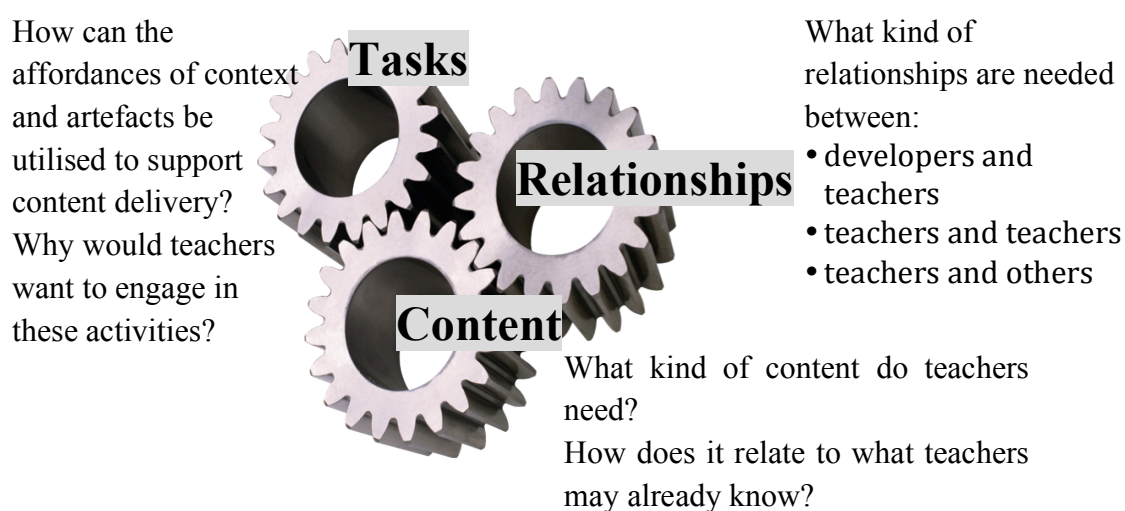 How can the
affordances of context
and artefacts be
utilised to support
content delivery?
Why would teachers
want to engage in
these activities?
Tasks
Relationships
Content
What kind of
relationships are needed
between:
• developers and
teachers
• teachers and teachers
• teachers and others
What kind of content do teachers
need?
How does it relate to what teachers
may already know?